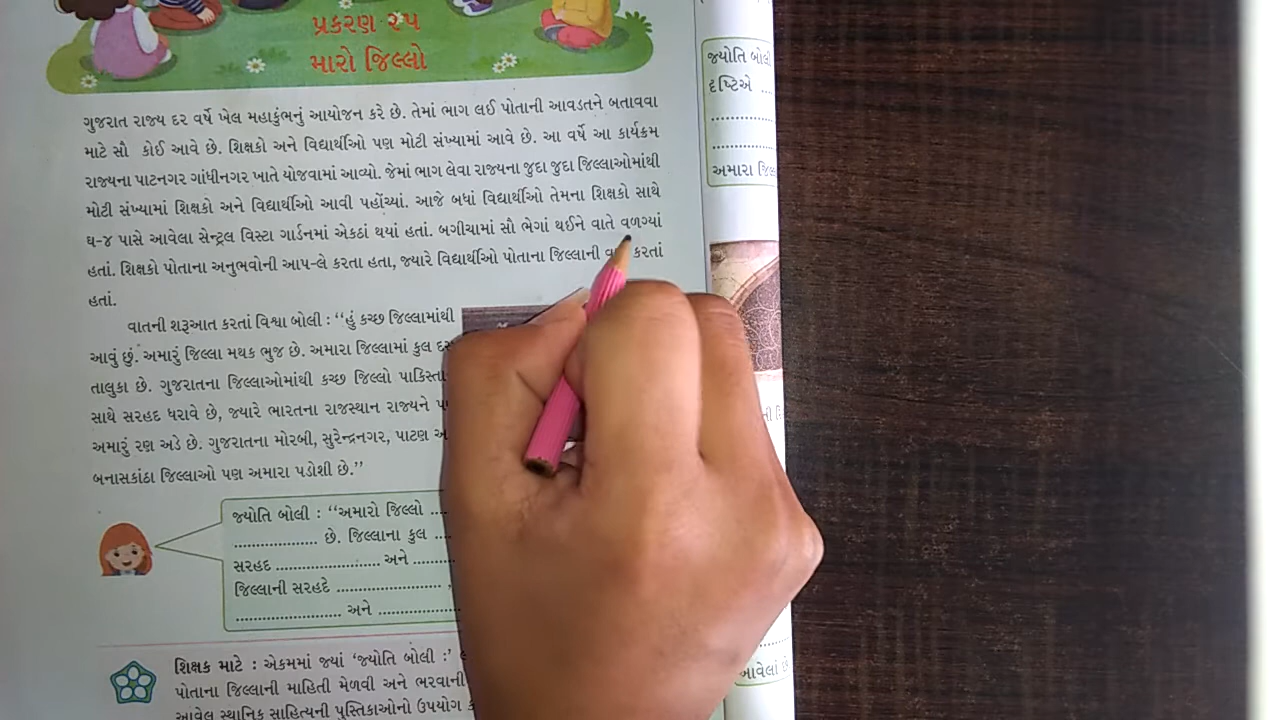 પ્રકરણ ૨૫
મારો જિલ્લો
ગુજરાત રાજ્ય દર વર્ષે ખેલ મહાકુંભનું આયોજન કરે છે. તેમાં ભાગ લઈ પોતાની આવડતને બતાવવા
માટે સૌ કોઈ આવે છે. શિક્ષકો અને વિદ્યાર્થીઓ પણ મોટી સંખ્યામાં આવે છે. આ વર્ષે આ કાર્યક્રમ
રાજ્યના પાટનગર ગાંધીનગર ખાતે યોજવામાં આવ્યો. જેમાં ભાગ લેવા રાજ્યના જુદા જુદા જિલ્લાઓમાંથી
મોટી સંખ્યામાં શિક્ષકો અને વિદ્યાર્થીઓ આવી પહોંચ્યાં. આજે બધાં વિદ્યાર્થીઓ તેમના શિક્ષકો સાથે
ઘ-૪ પાસે આવેલા સેન્ટ્રલ વિસ્ટા ગાર્ડનમાં એકઠાં થયાં હતાં. બગીચામાં સૌ ભેગાં થઈને વાતે વળગ્યાં
હતાં. શિક્ષકો પોતાના અનુભવોની આપ-લે કરતા હતા, જ્યારે વિદ્યાર્થીઓ પોતાના જિલ્લાની કરતાં
હતાં.
વાતની શરૂઆત કરતાં વિશ્વા બોલી : ‘‘હું કચ્છ જિલ્લામાંથી
આવું છું. અમારું જિલ્લા મથક ભુજ છે. અમારા જિલ્લામાં કુલ દસ
તાલુકા છે. ગુજરાતના જિલ્લાઓમાંથી કચ્છ જિલ્લો
સાથે સરહદ ધરાવે છે, જ્યારે ભારતના રાજસ્થાન રાજ્યને
અમારું રણ અડે છે. ગુજરાતના મોરબી, સુરેન્દ્રનગર, પાટણ
બનાસકાંઠા જિલ્લાઓ પણ અમારા પડોશી છે.’’
જ્યોતિ બોલી : ‘‘અમારો જિલ્લો ....
.................. છે. જિલ્લાના કુલ ....
સરહદ ....................... અને .........
જિલ્લાની સરહદે ....................... ,
....................... અને ..................
શિક્ષક માટે : એકમમાં જ્યાં ‘જ્યોતિ બોલી :’
પોતાના જિલ્લાની માહિતી મેળવી અને ભરવાની
આવેલ સ્થાનિક સાહિત્યની પુસ્તિકાઓનો ઉપયોગ
જ્યોતિ બોલી
દૃષ્ટિએ ...
.................
.................
અમારા
આવેલાં છે